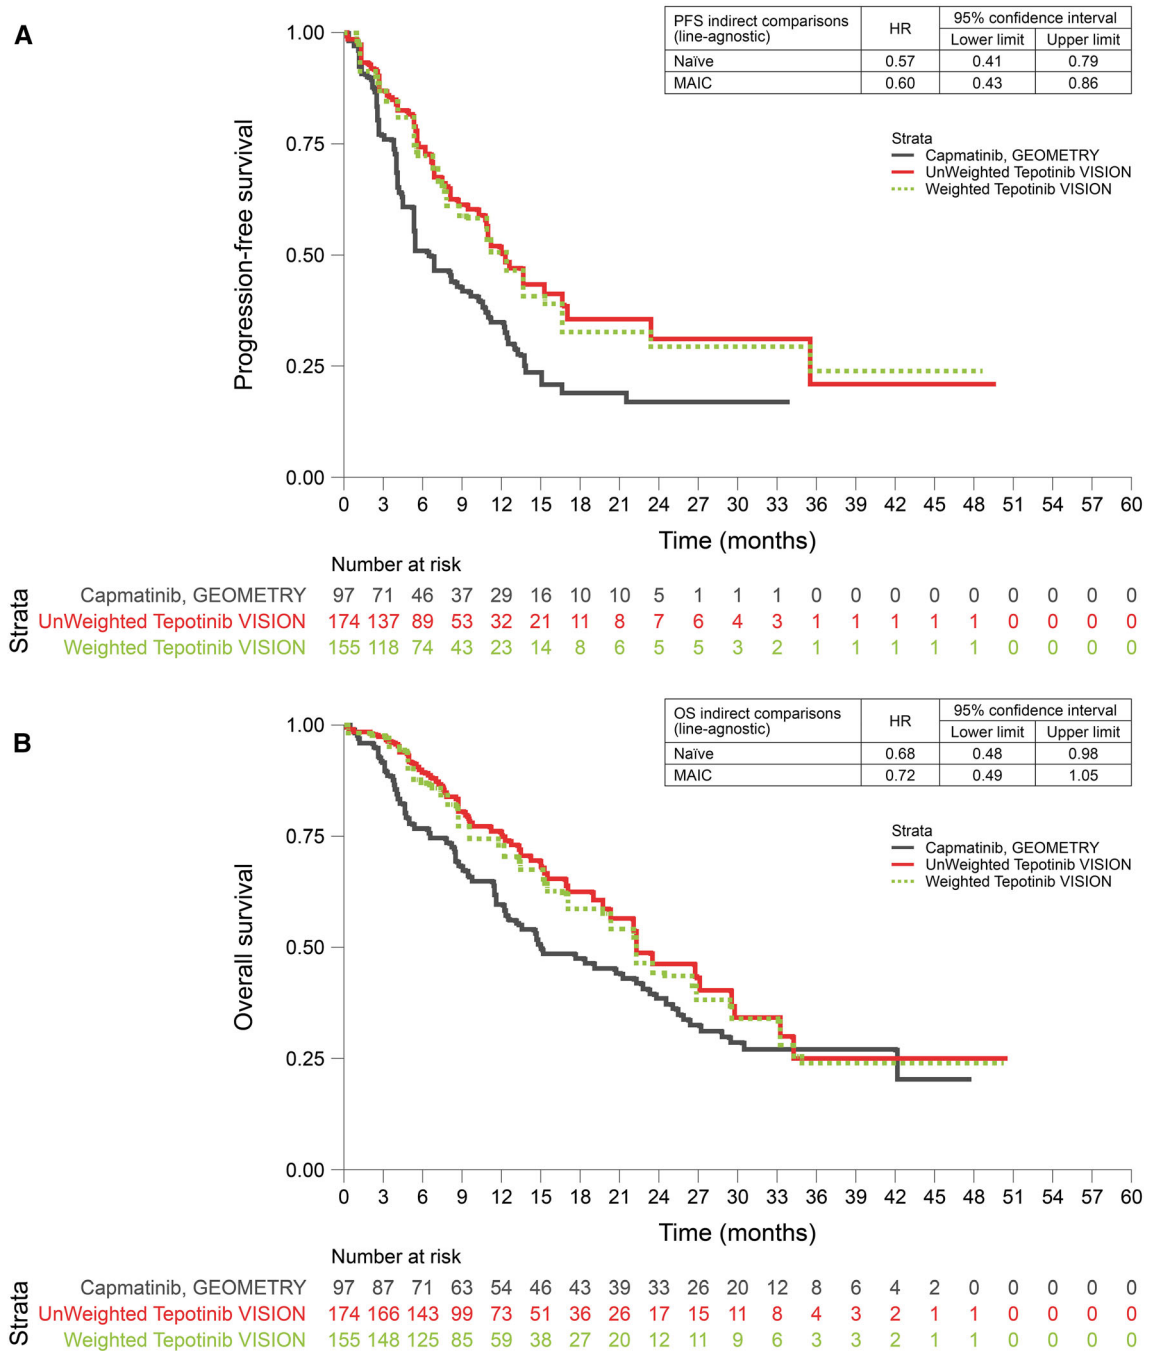 A
PFS indirect comparisons (line-agnostic) HR 95% confidence interval
Lower limit Upper limit
Naïve 0.57 0.41 0.79
MAIC 0.60 0.43 0.86
Strata
Capmatinib, GEOMETRY
UnWeighted Tepotinib VISION
Weighted Tepotinib VISION
Progression-free survival
1.00
0.75
0.50
0.25
0.00
0 3 6 9 12 15 18 21 24 27 30 33 36 39 42 45 48 51 54 57 60
Time (months)
Number at risk
Strata
Capmatinib, GEOMETRY 97 71 46 37 29 16 10 10 5 1 1 1 0 0 0 0 0 0 0 0 0
UnWeighted Tepotinib VISION 174 137 89 53 32 21 11 8 7 6 4 3 1 1 1 1 1 0 0 0 0
Weighted Tepotinib VISION 155 118 74 43 23 14 8 6 5 5 3 2 1 1 1 1 1 0 0 0 0
B
OS indirect comparisons (line-agnostic) HR 95% confidence interval
Lower limit Upper limit
Naïve 0.68 0.48 0.98
MAIC 0.72 0.49 1.05
Strata
Capmatinib, GEOMETRY
UnWeighted Tepotinib VISION
Weighted Tepotinib VISION
Overall survival
1.00
0.75
0.50
0.25
0.00
0 3 6 9 12 15 18 21 24 27 30 33 36 39 42 45 48 51 54 57 60
Time (months)
Number at risk
Strata
Capmatinib, GEOMETRY 97 87 71 63 54 46 43 39 33 26 20 12 8 6 4 2 0 0 0 0 0
UnWeighted Tepotinib VISION 174 166 143 99 73 51 36 26 17 15 11 8 4 3 2 1 1 0 0 0 0
Weighted Tepotinib VISION 155 148 125 85 59 38 27 20 12 11 9 6 3 3 2 1 1 0 0 0 0